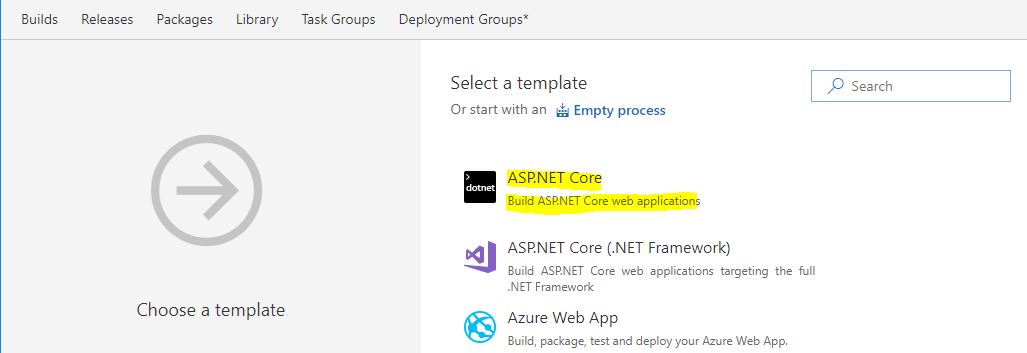 Builds Releases Packages Library Task Groups Deployment Groups*
Select a template
Search
Or start with an Empty process
>
dotnet
ASP.NET Core
Build ASP.NET Core web applications
ASP.NET Core (.NET Framework)
Build ASP.NET Core web applications targeting the full
.NET Framework
Choose a template
Azure Web App
Build, package, test and deploy your Azure Web App.